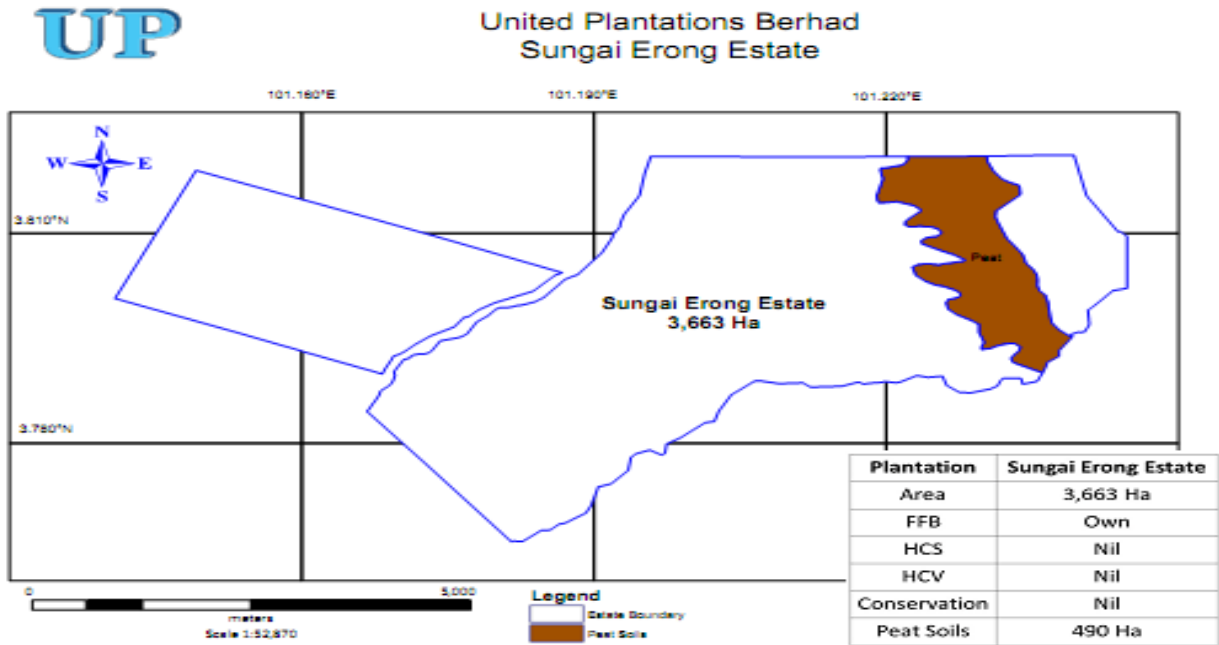 UP
United Plantations Berhad
Sungai Erong Estate
101.160°E 101.190°E 101.220°E
N
W E
S
3.810°N
Peat
Sungai Erong Estate
3,663 Ha
3.780°N
Plantation Sungai Erong Estate
Area 3,663 Ha
FFB Own
HCS Nil
HCV Nil
Conservation Nil
Peat Soils 490 Ha
0 5,000
meters
Scale 1:52,870
Legend
Estate Boundary
Peat Soils